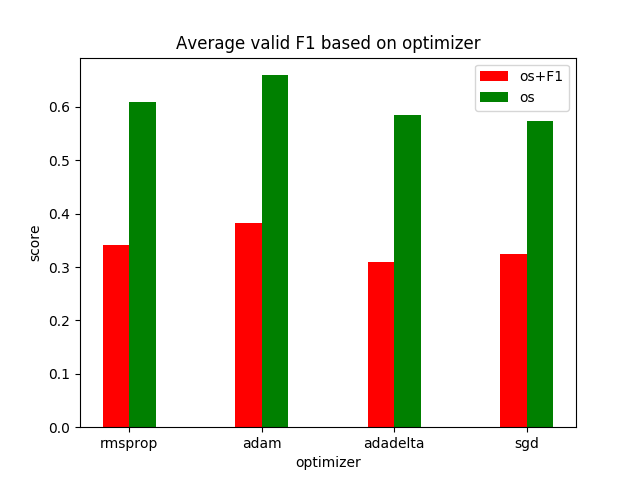 Average valid F1 based on optimizer
os+F1
os
score
0.6
0.5
0.4
0.3
0.2
0.1
0.0
rmsprop adam adadelta sgd
optimizer